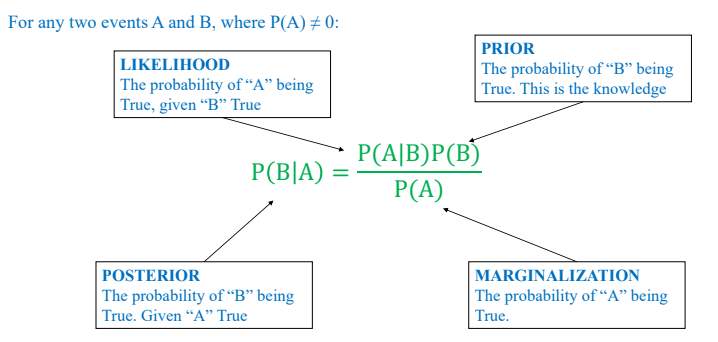 For any two events A and B, where P(A) ≠ 0:
LIKELIHOOD
The probability of “A” being
True, given “B” True
PRIOR
The probability of “B” being
True. This is the knowledge
P(B|A) = P(A|B)P(B)
P(A)
POSTERIOR
The probability of “B” being
True. Given “A” True
MARGINALIZATION
The probability of “A” being
True.